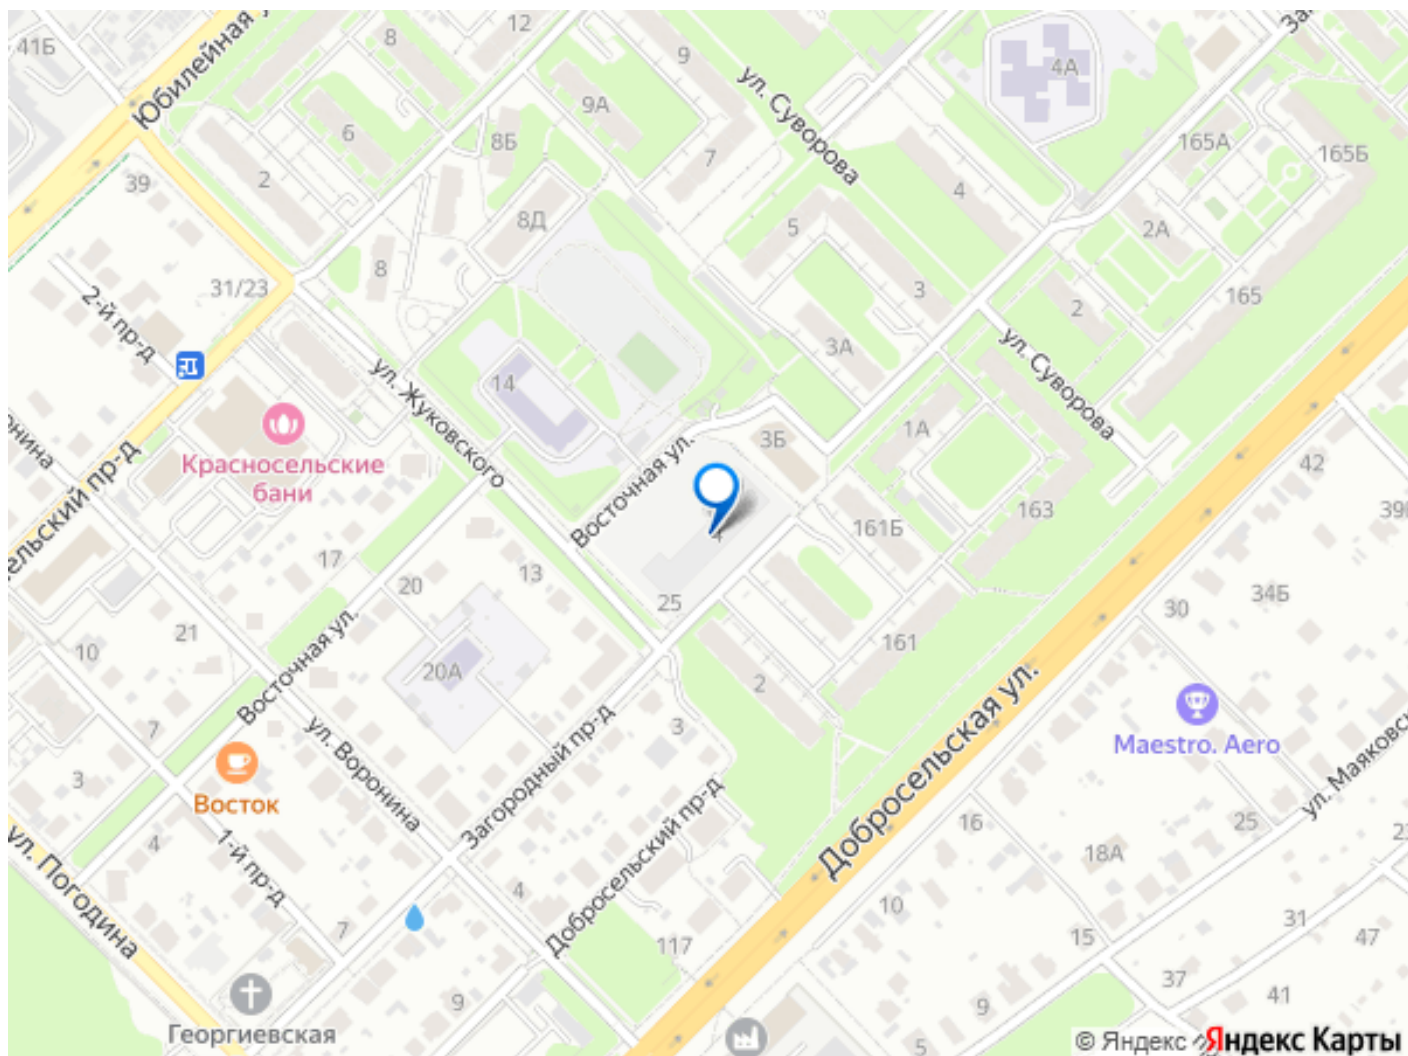 41Б
Юбилейная у
8
12
9
4А
За
ул. Суворова
9А
6
8Б
7
165А
165Б
39
2
4
8Д
5
2А
31/23
8
3
2
165
2-й пр-д
ул. Суворова
3А
14
ул. Жуковского
онина
Красносельские
бани
1А
3Б
42
Восточная ул.
ельский пр-д
161Б
163
39
17
20
13
25
30
34Б
21
161
10
20А
2
Восточная ул.
7
3
Добросельская ул.
Maestro. Aero
ул. Воронина
Загородный пр-д
3
Восток
ул. Маяковс
16
25
23
4
18А
1-й пр-д
Добросельский пр-д
ул. Погодина
4
10
7
31
117
15
47
37
9
9
41
Георгиевская
5
© Яндекс Яндекс Карты